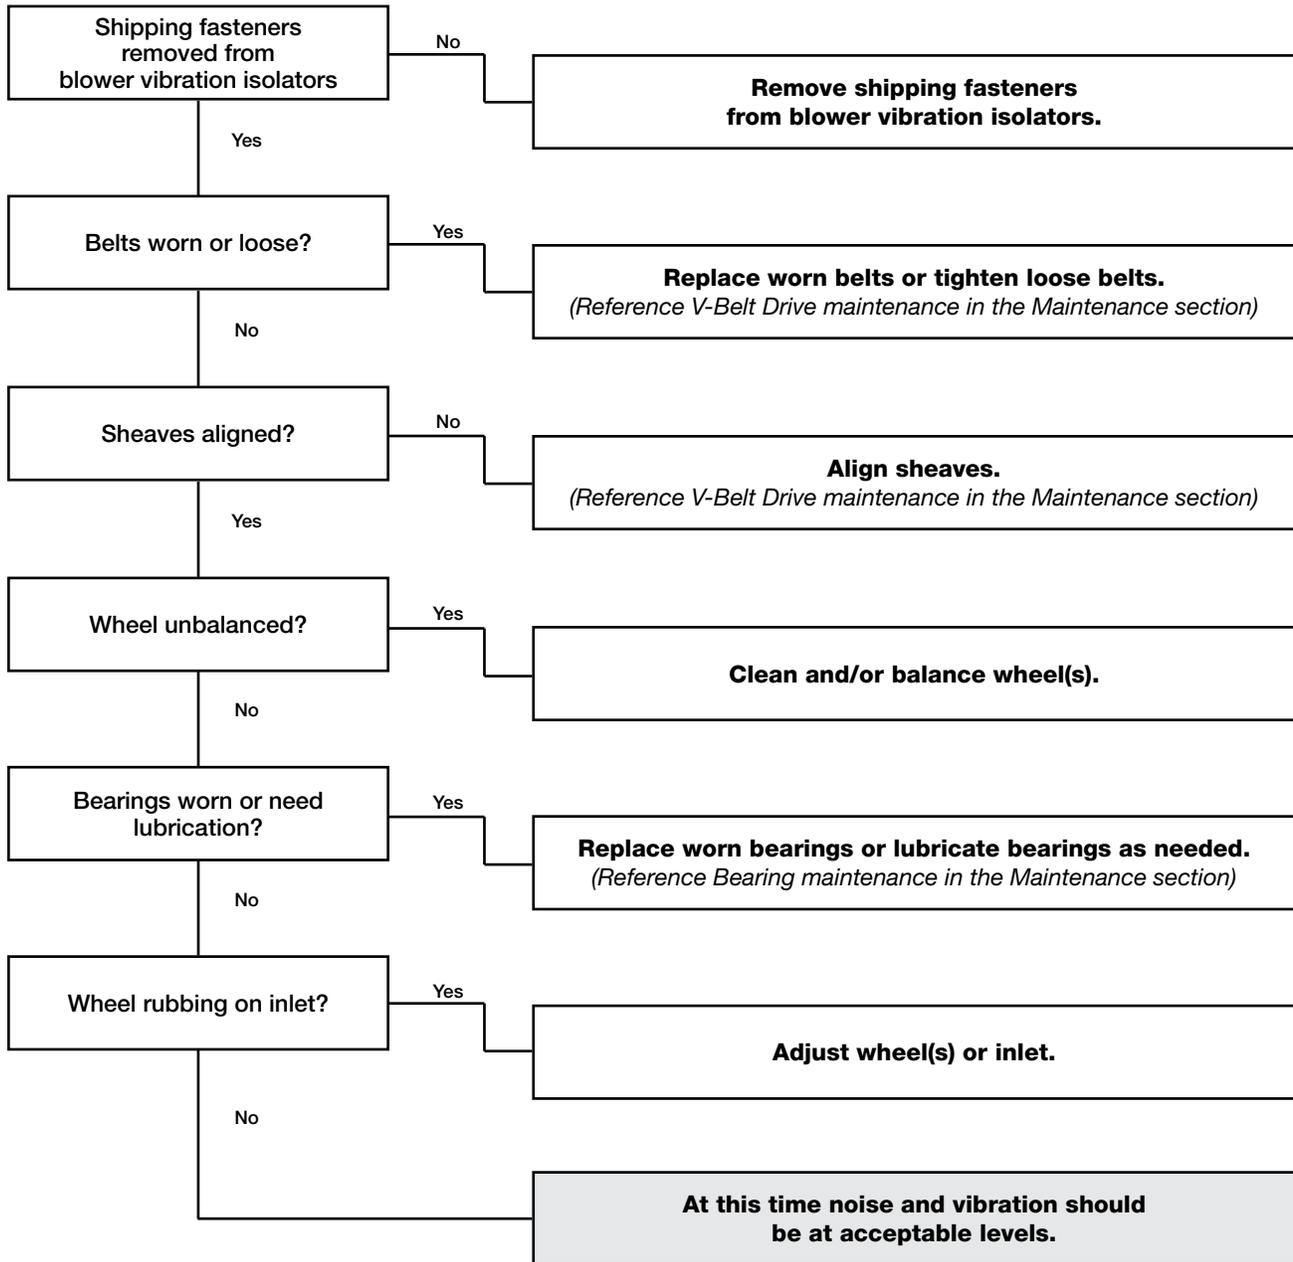 Shipping fasteners
removed from
blower vibration isolators
No
Remove shipping fasteners
from blower vibration isolators.
Yes
Belts worn or loose?
Yes
Replace worn belts or tighten loose belts.
(Reference V-Belt Drive maintenance in the Maintenance section)
No
Sheaves aligned?
No
Align sheaves.
(Reference V-Belt Drive maintenance in the Maintenance section)
Yes
Wheel unbalanced?
Yes
Clean and/or balance wheel(s).
No
Bearings worn or need
lubrication?
Yes
Replace worn bearings or lubricate bearings as needed.
(Reference Bearing maintenance in the Maintenance section)
No
Wheel rubbing on inlet?
Yes
Adjust wheel(s) or inlet.
No
At this time noise and vibration should
be at acceptable levels.